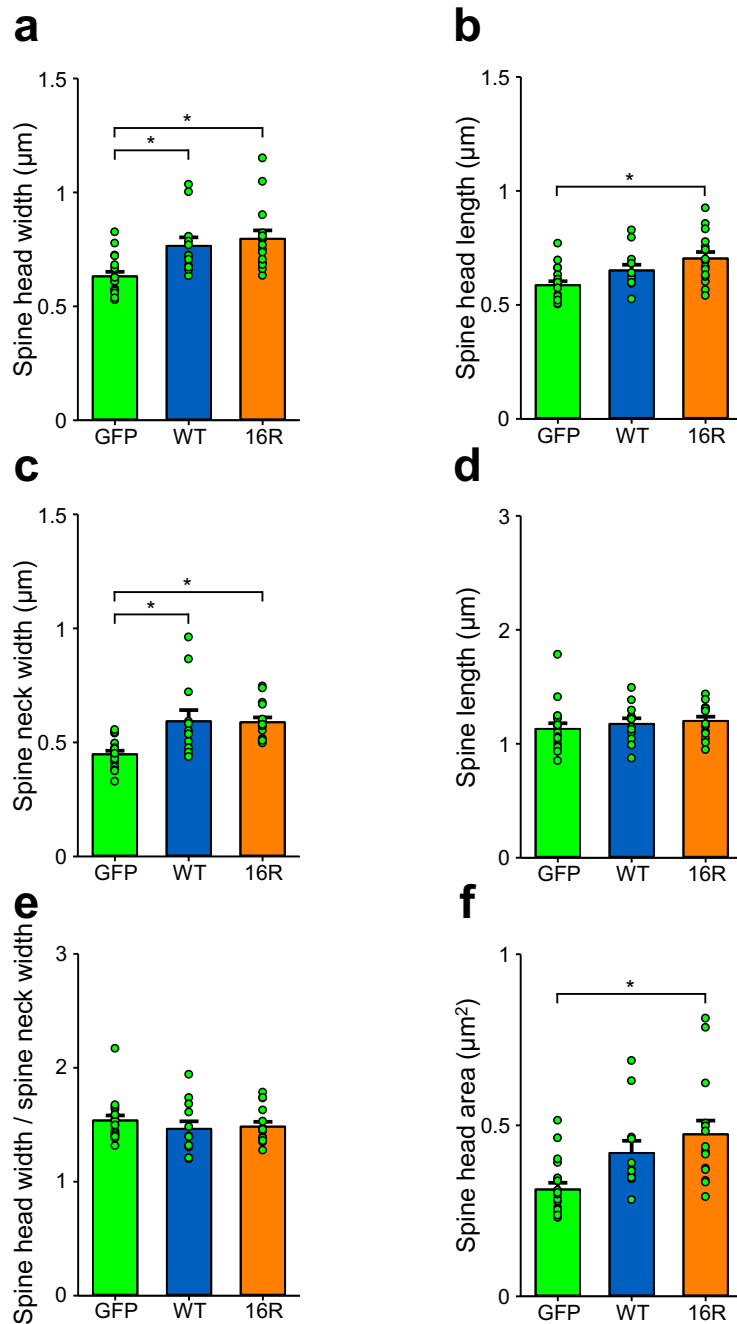 a
Spine head width (μm)
1.5
1
0.5
0
*
*
GFP WT 16R
b
Spine head length (μm)
1.5
1
0.5
0
*
GFP WT 16R
c
Spine neck width (μm)
1.5
1
0.5
0
*
*
GFP WT 16R
d
Spine length (μm)
3
2
1
0
GFP WT 16R
e
Spine head width / spine neck width
3
2
1
0
GFP WT 16R
f
Spine head area (μm²)
1
0.5
0
*
GFP WT 16R